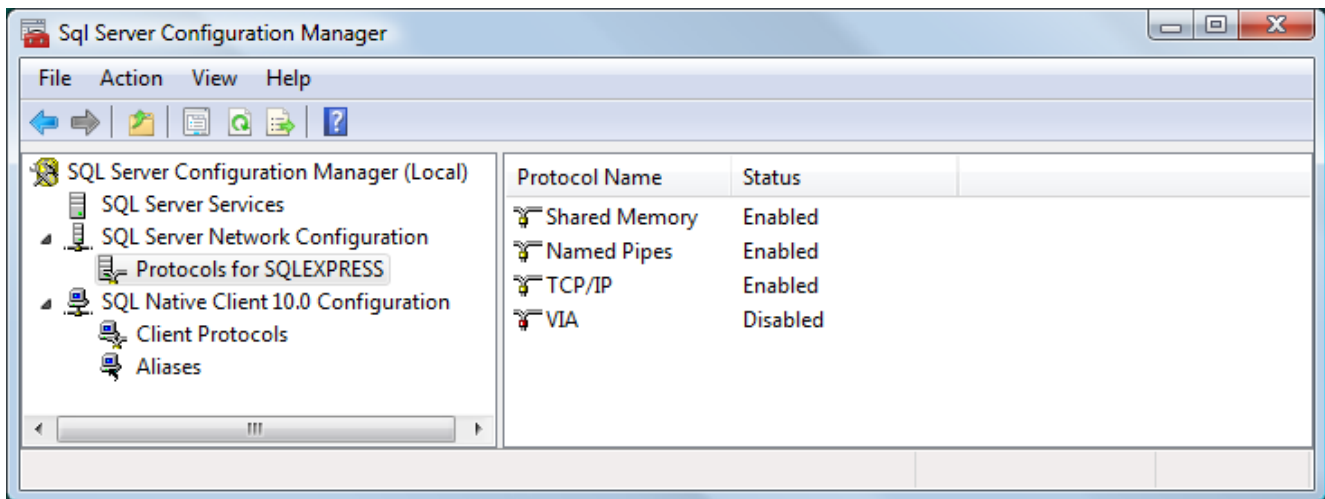 Sql Server Configuration Manager
File Action View Help
SQL Server Configuration Manager (Local)
SQL Server Services
SQL Server Network Configuration
Protocols for SQLEXPRESS
SQL Native Client 10.0 Configuration
Client Protocols
Aliases
Protocol Name Status
Shared Memory Enabled
Named Pipes Enabled
TCP/IP Enabled
VIA Disabled